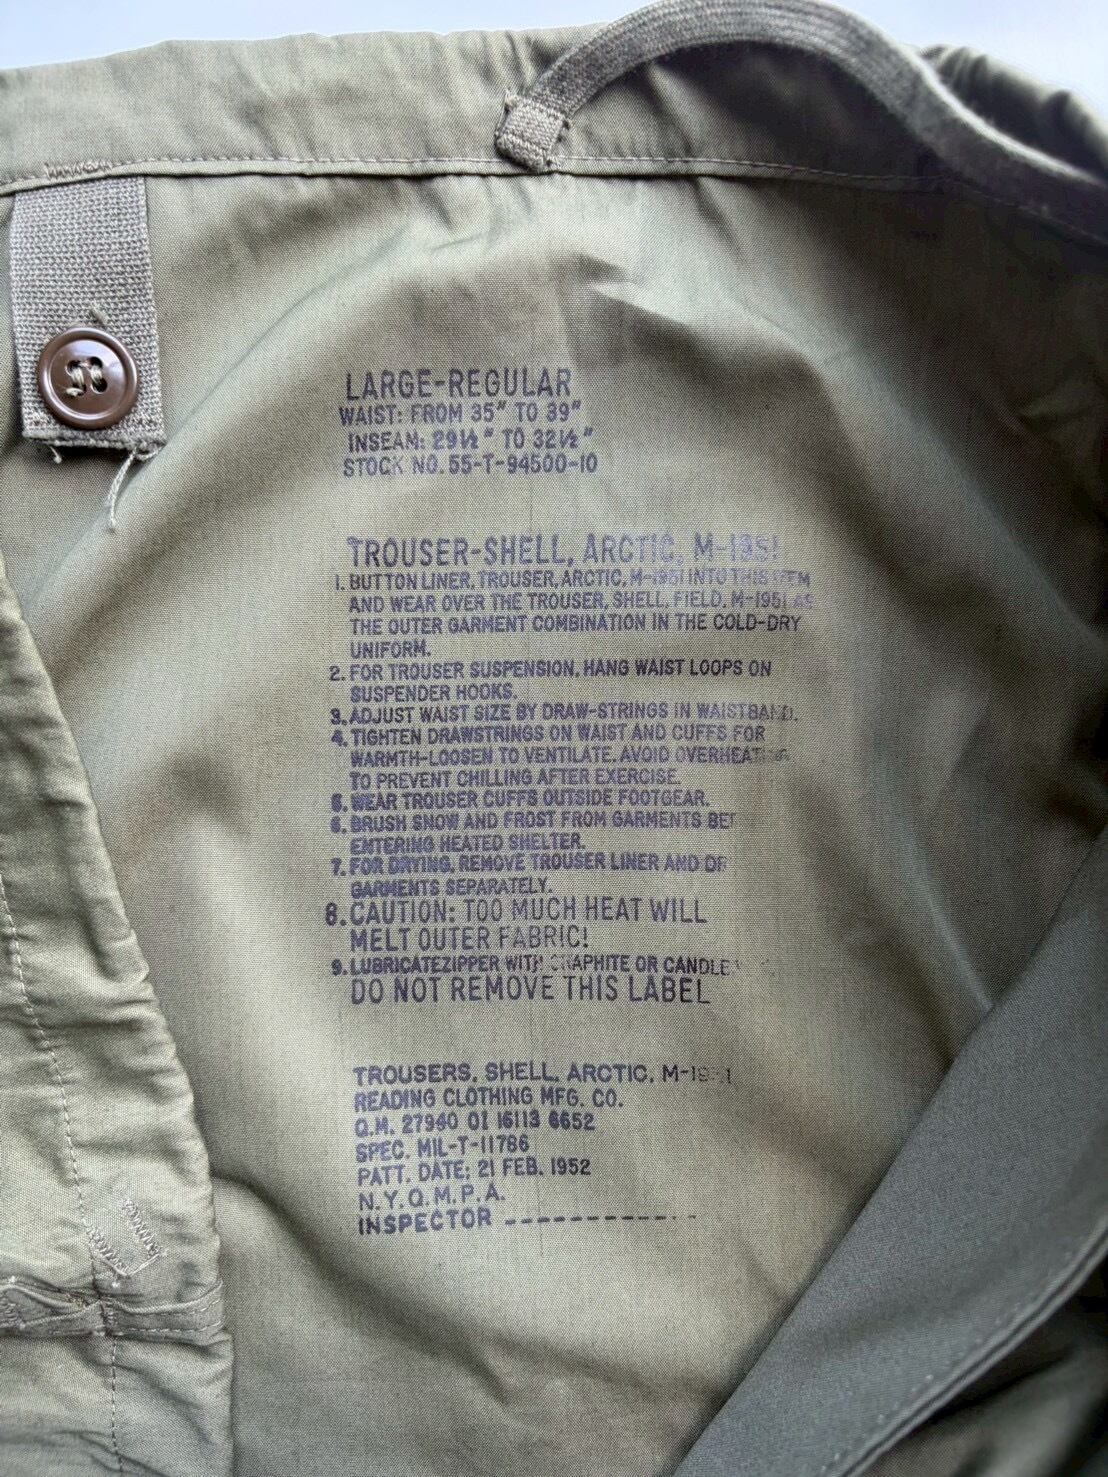 LARGE-REGULAR
WAIST: FROM 35" TO 39"
INSEAM: 29½" TO 32½"
STOCK NO. 55-T-94500-10
TROUSER-SHELL, ARCTIC, M-1951
1. BUTTON LINER, TROUSER, ARCTIC, M-1951 INTO THIS ITEM
AND WEAR OVER THE TROUSER, SHELL, FIELD, M-1951 AS
THE OUTER GARMENT COMBINATION IN THE COLD-DRY
UNIFORM.
2. FOR TROUSER SUSPENSION, HANG WAIST LOOPS ON
SUSPENDER HOOKS.
3. ADJUST WAIST SIZE BY DRAW-STRINGS IN WAISTBAND.
4. TIGHTEN DRAWSTRINGS ON WAIST AND CUFFS FOR
WARMTH-LOOSEN TO VENTILATE. AVOID OVERHEATING
TO PREVENT CHILLING AFTER EXERCISE.
5. WEAR TROUSER CUFFS OUTSIDE FOOTGEAR.
6. BRUSH SNOW AND FROST FROM GARMENTS BEF
ENTERING HEATED SHELTER.
7. FOR DRYING, REMOVE TROUSER LINER AND DR
GARMENTS SEPARATELY.
8. CAUTION: TOO MUCH HEAT WILL
MELT OUTER FABRIC!
9. LUBRICATE ZIPPER WITH GRAPHITE OR CANDLE
DO NOT REMOVE THIS LABEL
TROUSERS, SHELL, ARCTIC, M-1951
READING CLOTHING MFG. CO.
Q.M. 27940 OI 16113 6652
SPEC. MIL-T-11786
PATT. DATE: 21 FEB. 1952
N.Y.Q.M.P.A.
INSPECTOR ------------